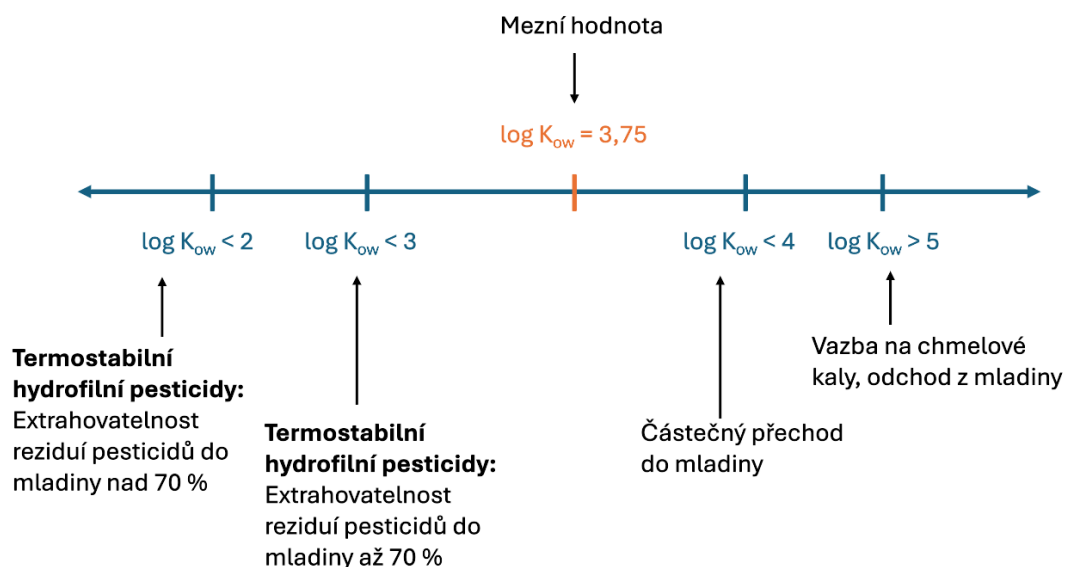 Mezní hodnota
log Kow = 3,75
log Kow < 2
log Kow < 3
log Kow < 4
log Kow > 5
Termostabilní
hydrofilní pesticidy:
Extrahovatelnost
reziduí pesticidů do
mladiny nad 70 %
Termostabilní
hydrofilní pesticidy:
Extrahovatelnost
reziduí pesticidů do
mladiny až 70 %
Částečný přechod
do mladiny
Vazba na chmelové
kaly, odchod z mladiny